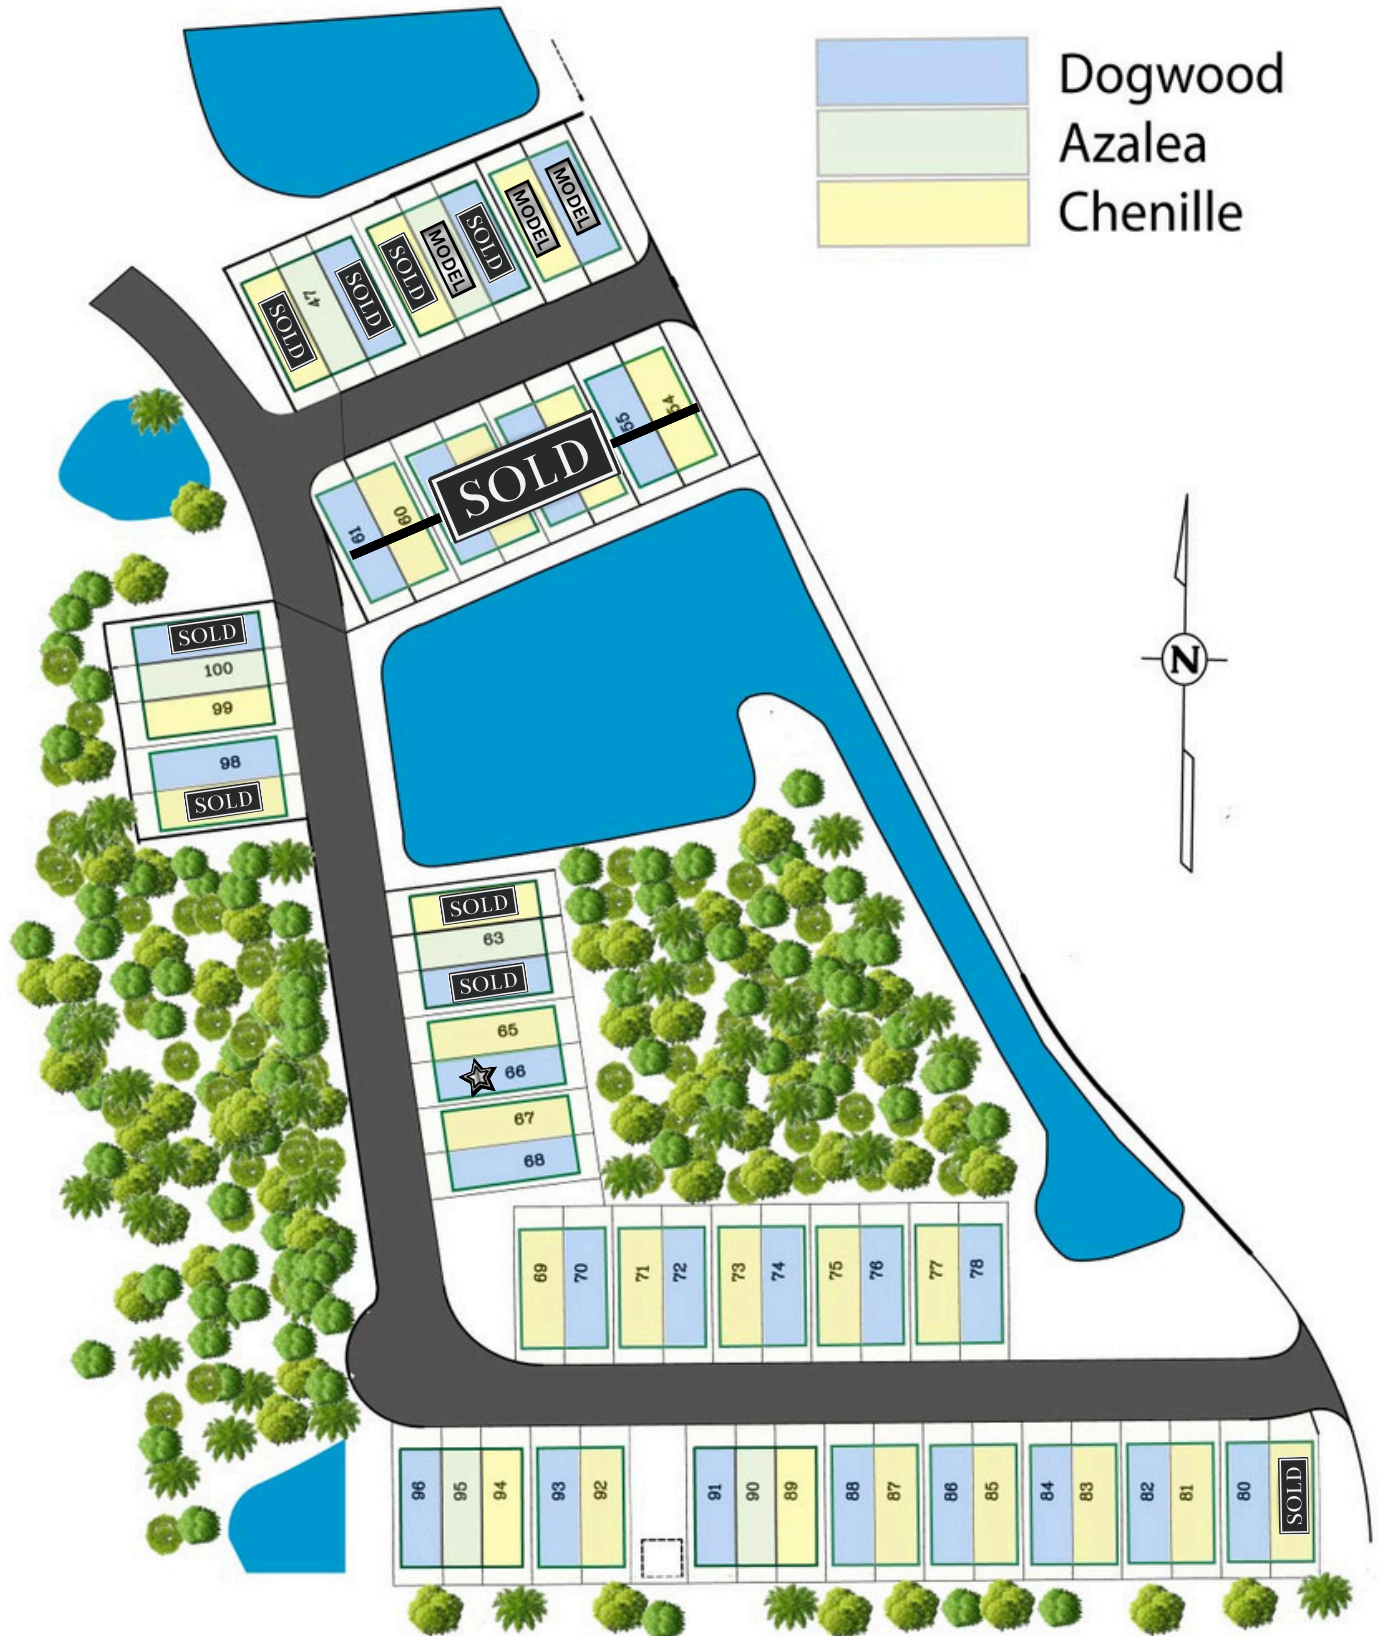 Dogwood
Azalea
Chenille
MODEL
MODEL
SOLD
MODEL
SOLD
SOLD
47
SOLD
54
55
SOLD
60
61
N
SOLD
100
99
98
SOLD
SOLD
63
SOLD
65
66
67
68
69 70 71 72 73 74 75 76 77 78
96 95 94 93 92 91 90 89 88 87 86 85 84 83 82 81 80 SOLD